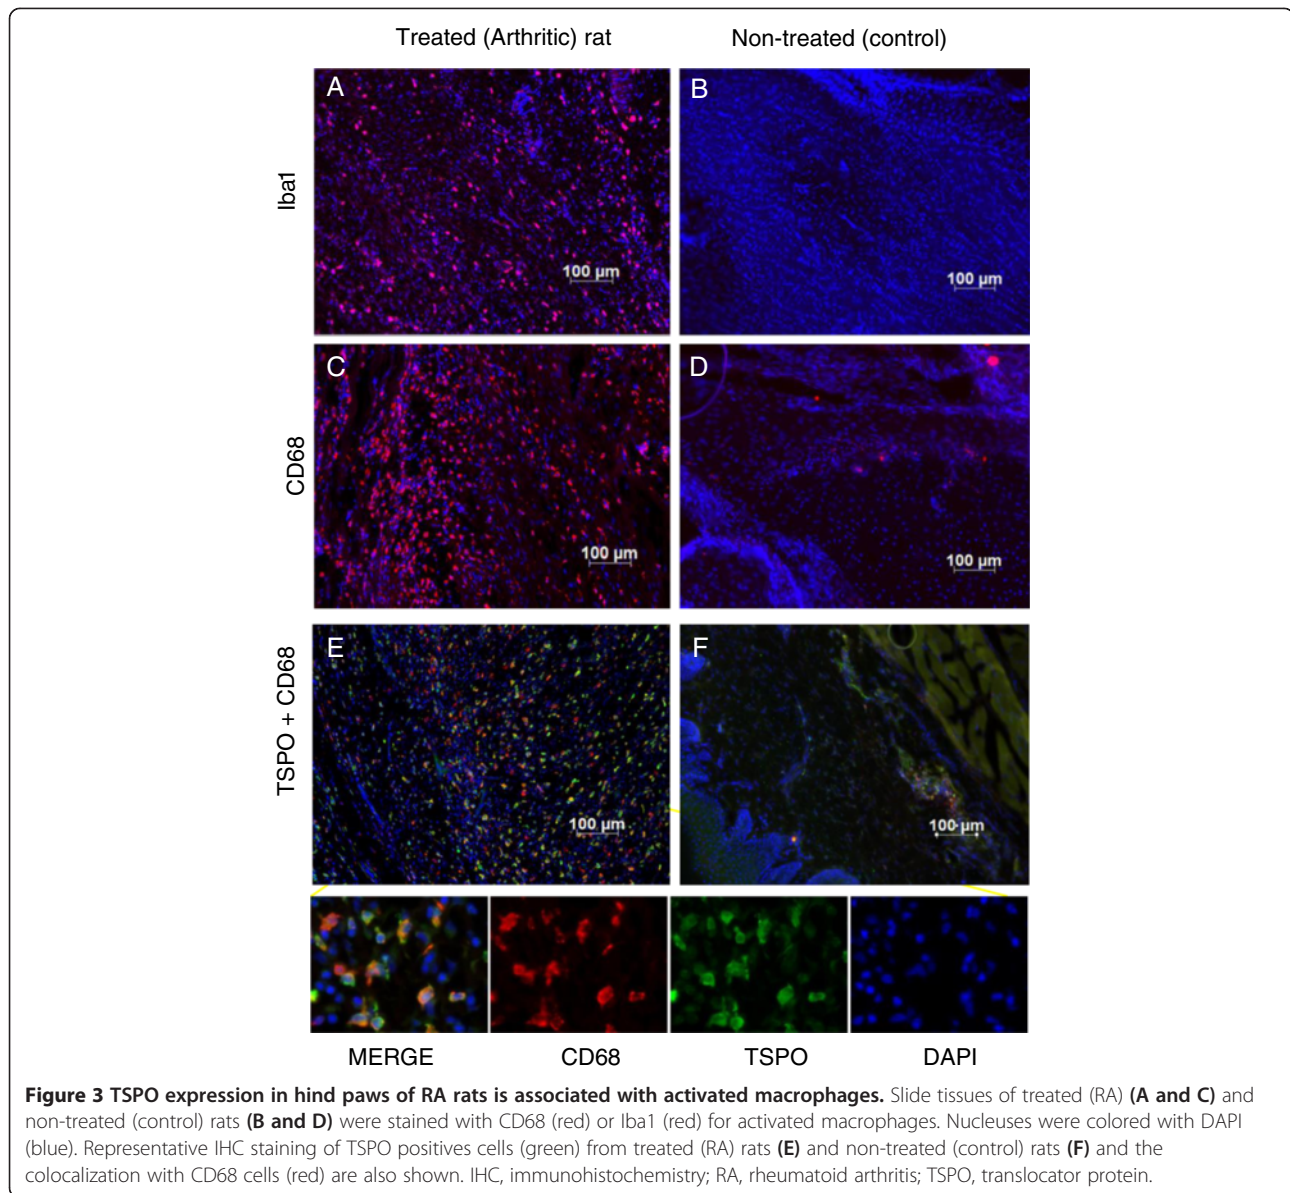 Treated (Arthritic) rat Non-treated (control)
Iba1
A B
100 µm 100 µm
CD68
C D
100 µm 100 µm
TSPO + CD68
E F
100 µm 100 µm
MERGE CD68 TSPO DAPI
Figure 3 TSPO expression in hind paws of RA rats is associated with activated macrophages. Slide tissues of treated (RA) (A and C) and
non-treated (control) rats (B and D) were stained with CD68 (red) or Iba1 (red) for activated macrophages. Nucleuses were colored with DAPI
(blue). Representative IHC staining of TSPO positives cells (green) from treated (RA) rats (E) and non-treated (control) rats (F) and the
colocalization with CD68 cells (red) are also shown. IHC, immunohistochemistry; RA, rheumatoid arthritis; TSPO, translocator protein.